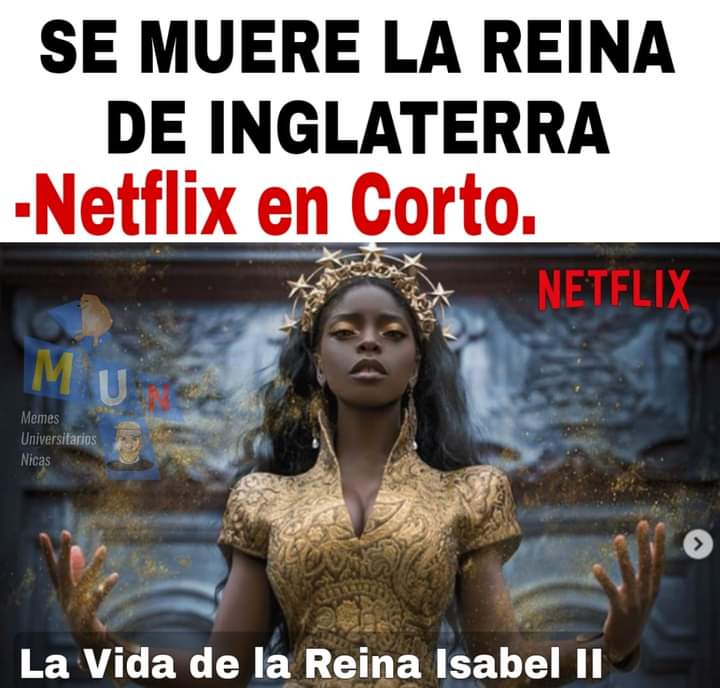 SE MUERE LA REINA
DE INGLATERRA
-Netflix en Corto.
NETFLIX
M U N
Memes
Universitarios
Nicas
La Vida de la Reina Isabel II